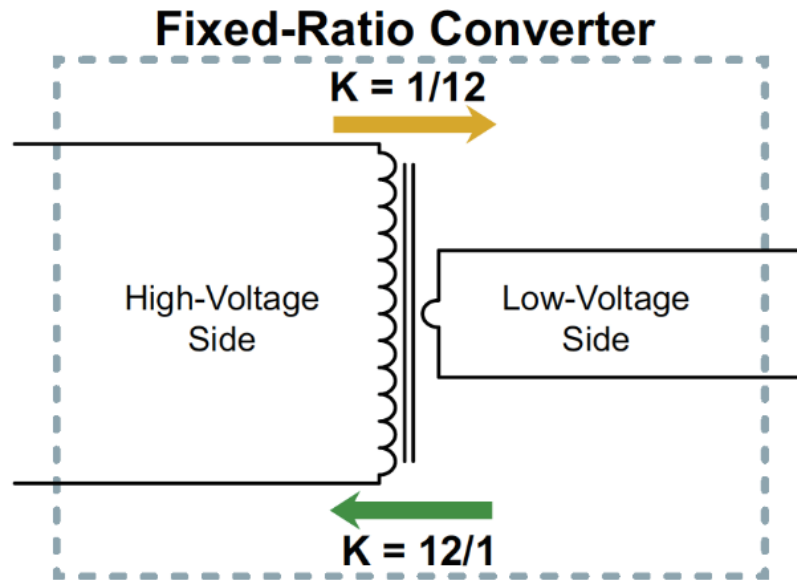 Fixed-Ratio Converter
K = 1/12
High-Voltage
Side
Low-Voltage
Side
K = 12/1